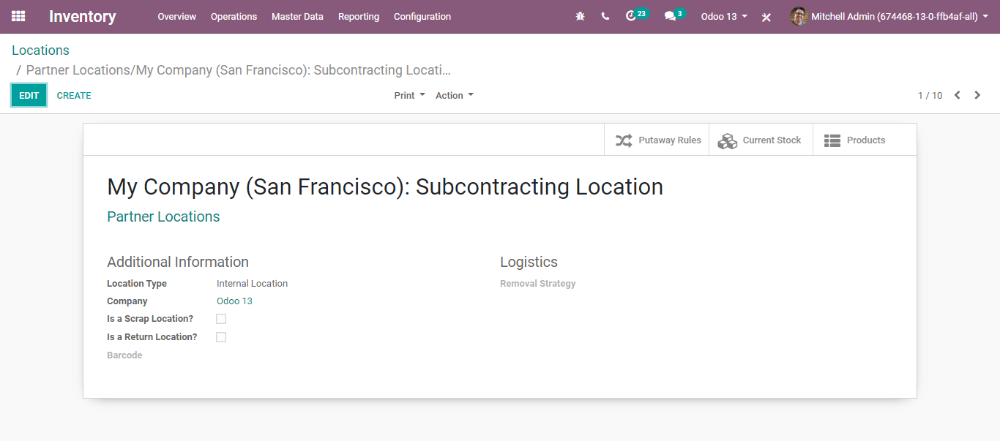 Inventory Overview Operations Master Data Reporting Configuration 23 3 Odoo 13 Mitchell Admin (674468-13-0-ffb4af-all)
Locations
/ Partner Locations/My Company (San Francisco): Subcontracting Locati...
EDIT CREATE Print Action 1 / 10
Putaway Rules Current Stock Products
My Company (San Francisco): Subcontracting Location
Partner Locations
Additional Information Logistics
Location Type Internal Location Removal Strategy
Company Odoo 13
Is a Scrap Location?
Is a Return Location?
Barcode